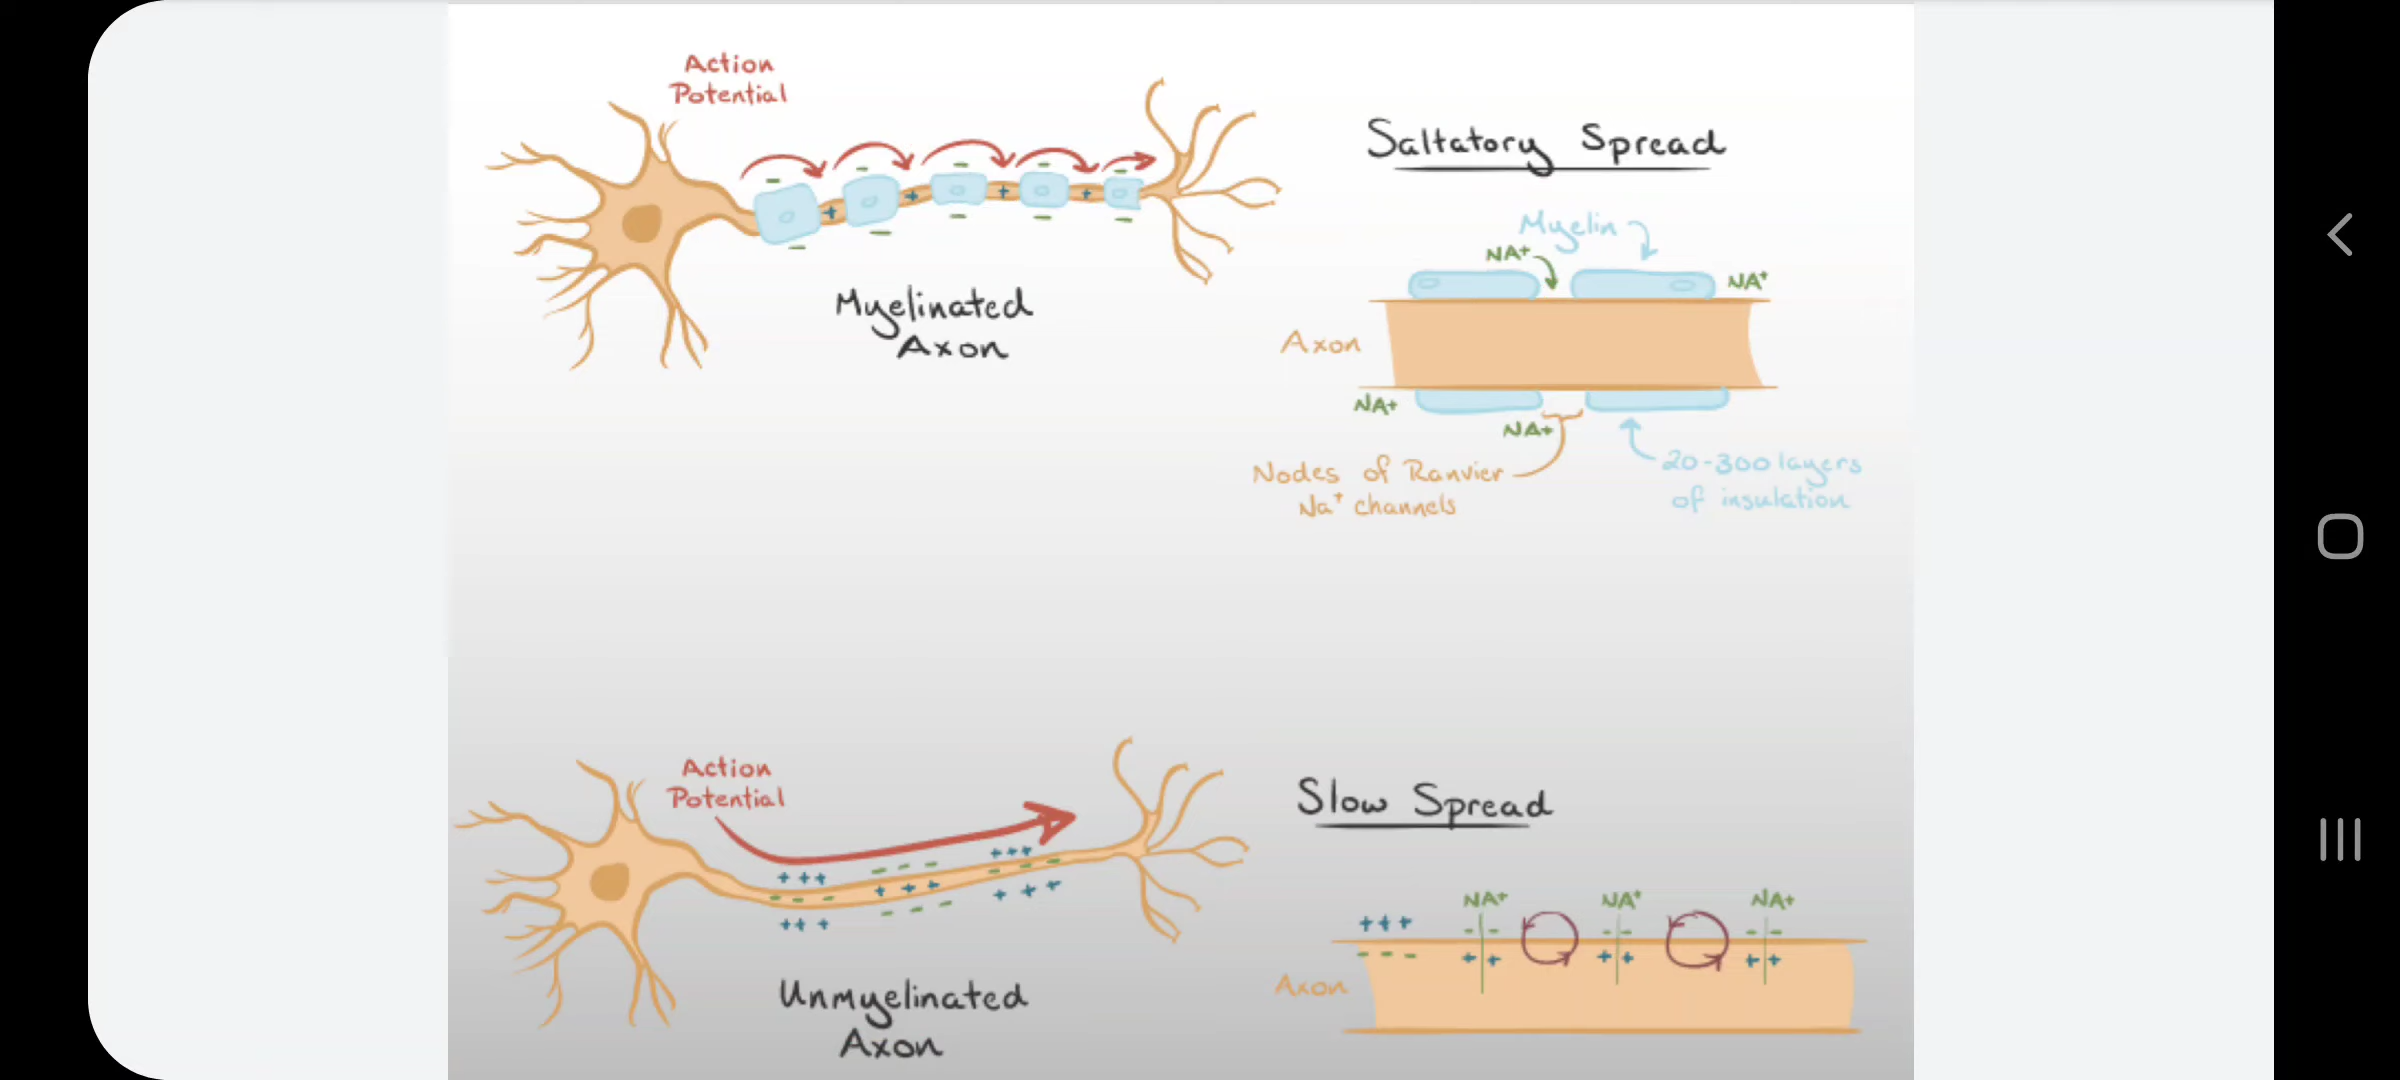 Action
Potential
Saltatory Spread
Myelin
NA+
NA+
Axon
Myelinated
Axon
NA+
NA+
Nodes of Ranvier
Na+ channels
20-300 layers
of insulation
Action
Potential
Slow Spread
NA+ NA+ NA+
+++
---
Axon
Unmyelinated
Axon